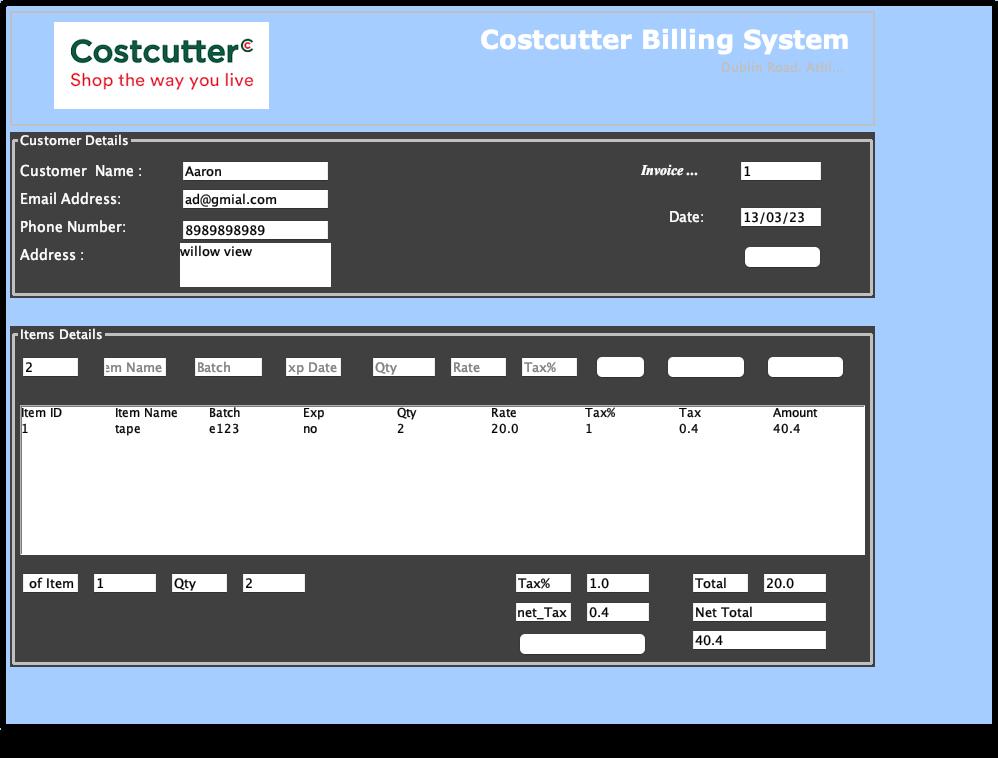 Costcutter
Shop the way you live
Costcutter Billing System
Dublin Road, Athl...
Customer Details
Customer Name : Aaron
Invoice ... 1
Email Address: ad@gmial.com
Phone Number: 8989898989
Date: 13/03/23
Address : willow view
Items Details
2 em Name Batch xp Date Qty Rate Tax%
Item ID Item Name Batch Exp Qty Rate Tax% Tax Amount
1 tape e123 no 2 20.0 1 0.4 40.4
of Item 1 Qty 2 Tax% 1.0 Total 20.0
net_Tax 0.4 Net Total
40.4